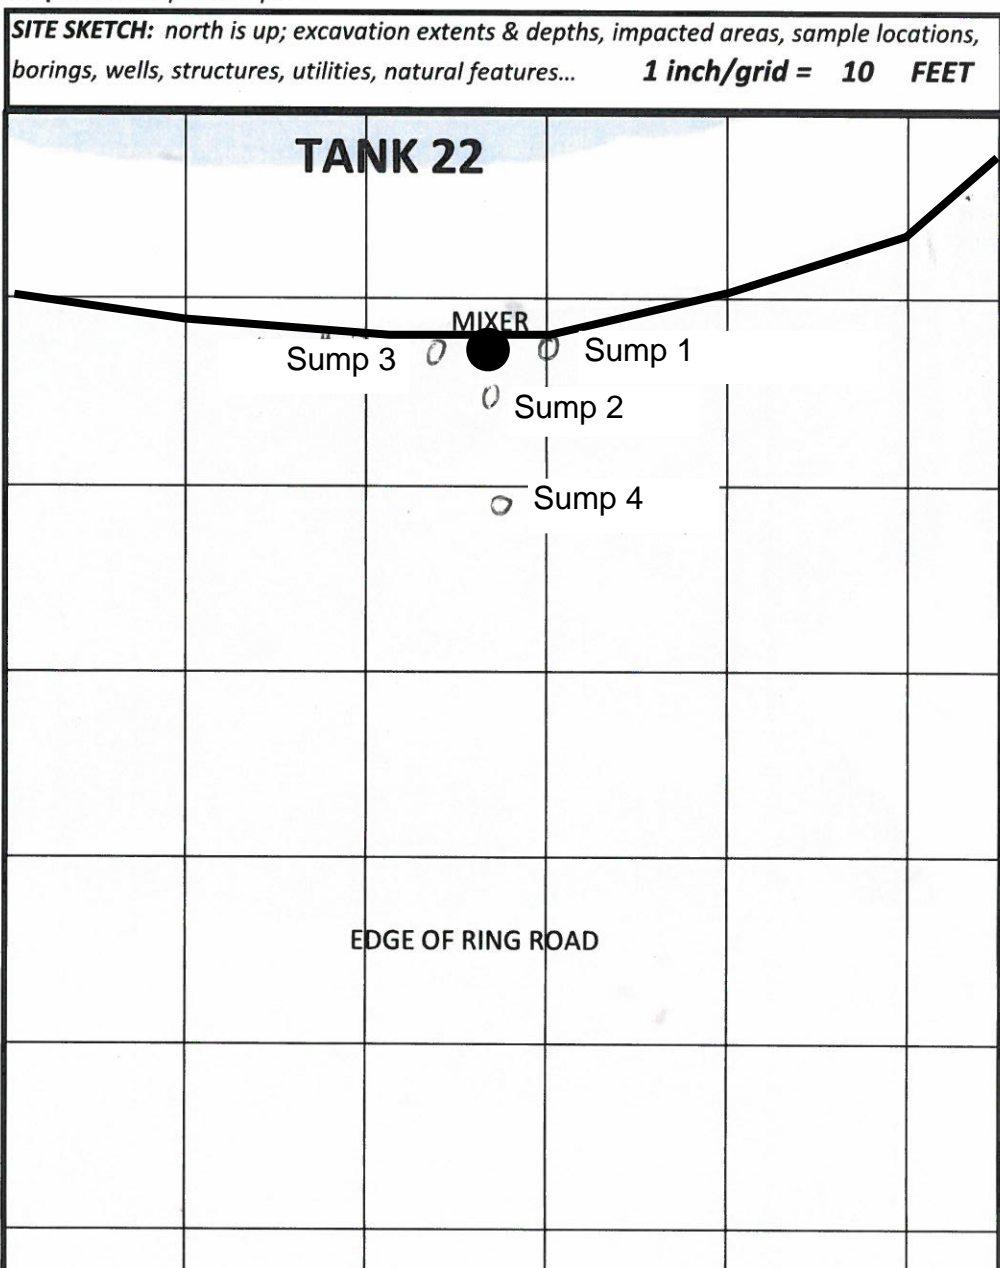 SITE SKETCH: north is up; excavation extents & depths, impacted areas, sample locations,
borings, wells, structures, utilities, natural features... 1 inch/grid = 10 FEET
TANK 22
MIXER
Sump 3
Sump 1
Sump 2
Sump 4
EDGE OF RING ROAD